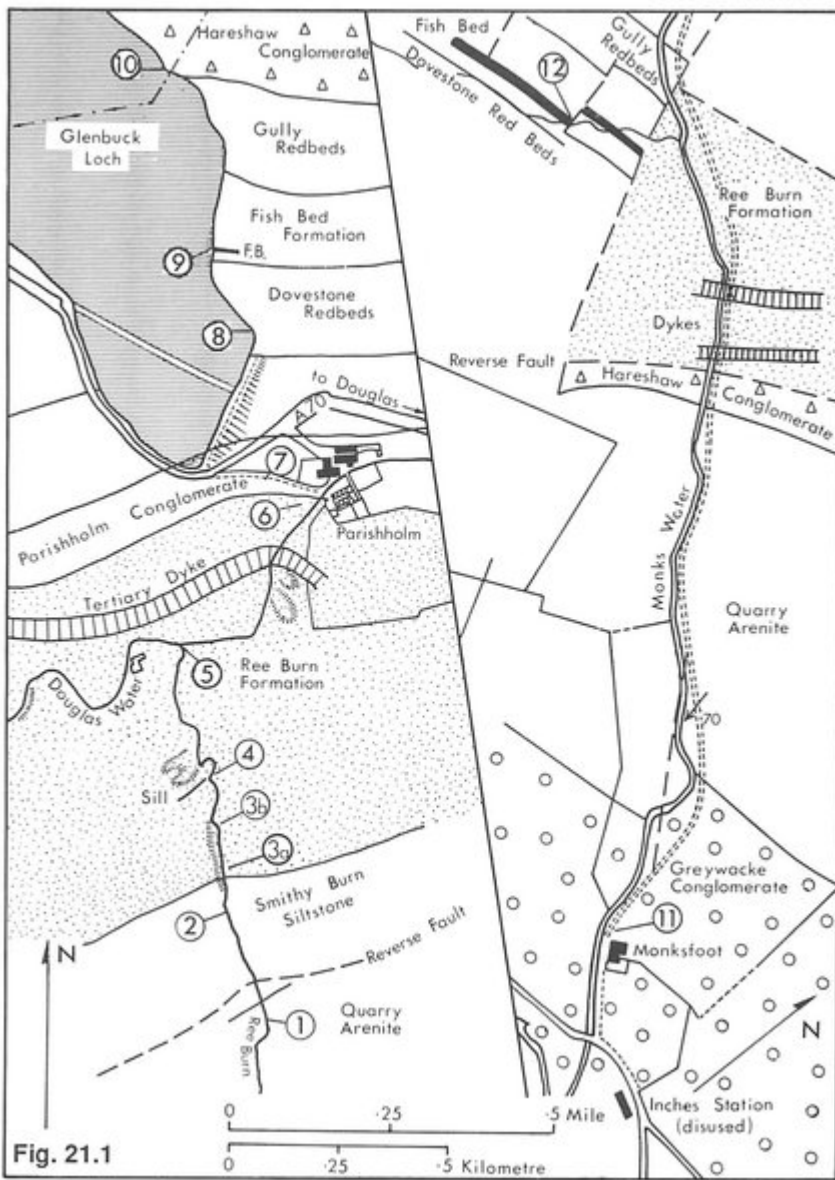 10
Hareshaw
Conglomerate
Glenbuck
Loch
Gully
Redbeds
Fish Bed
Formation
9
F.B.
Dovestone
Redbeds
8
to Douglas
A70
7
Parishholm Conglomerate
6
Parishholm
Tertiary Dyke
5
Ree Burn
Formation
Douglas Water
4
Sill
3b
3a
Smithy Burn
Siltstone
2
Reverse Fault
N
1
Quarry
Arenite
Ree Burn
Fish Bed
Gully
Redbeds
12
Dovestone Red Beds
Ree Burn
Formation
Dykes
Reverse Fault
Hareshaw
Conglomerate
Monks Water
Quarry
Arenite
70
Greywacke
Conglomerate
11
Monksfoot
N
Inches Station
(disused)
0 ·25 ·5 Mile
0 ·25 ·5 Kilometre
Fig. 21.1